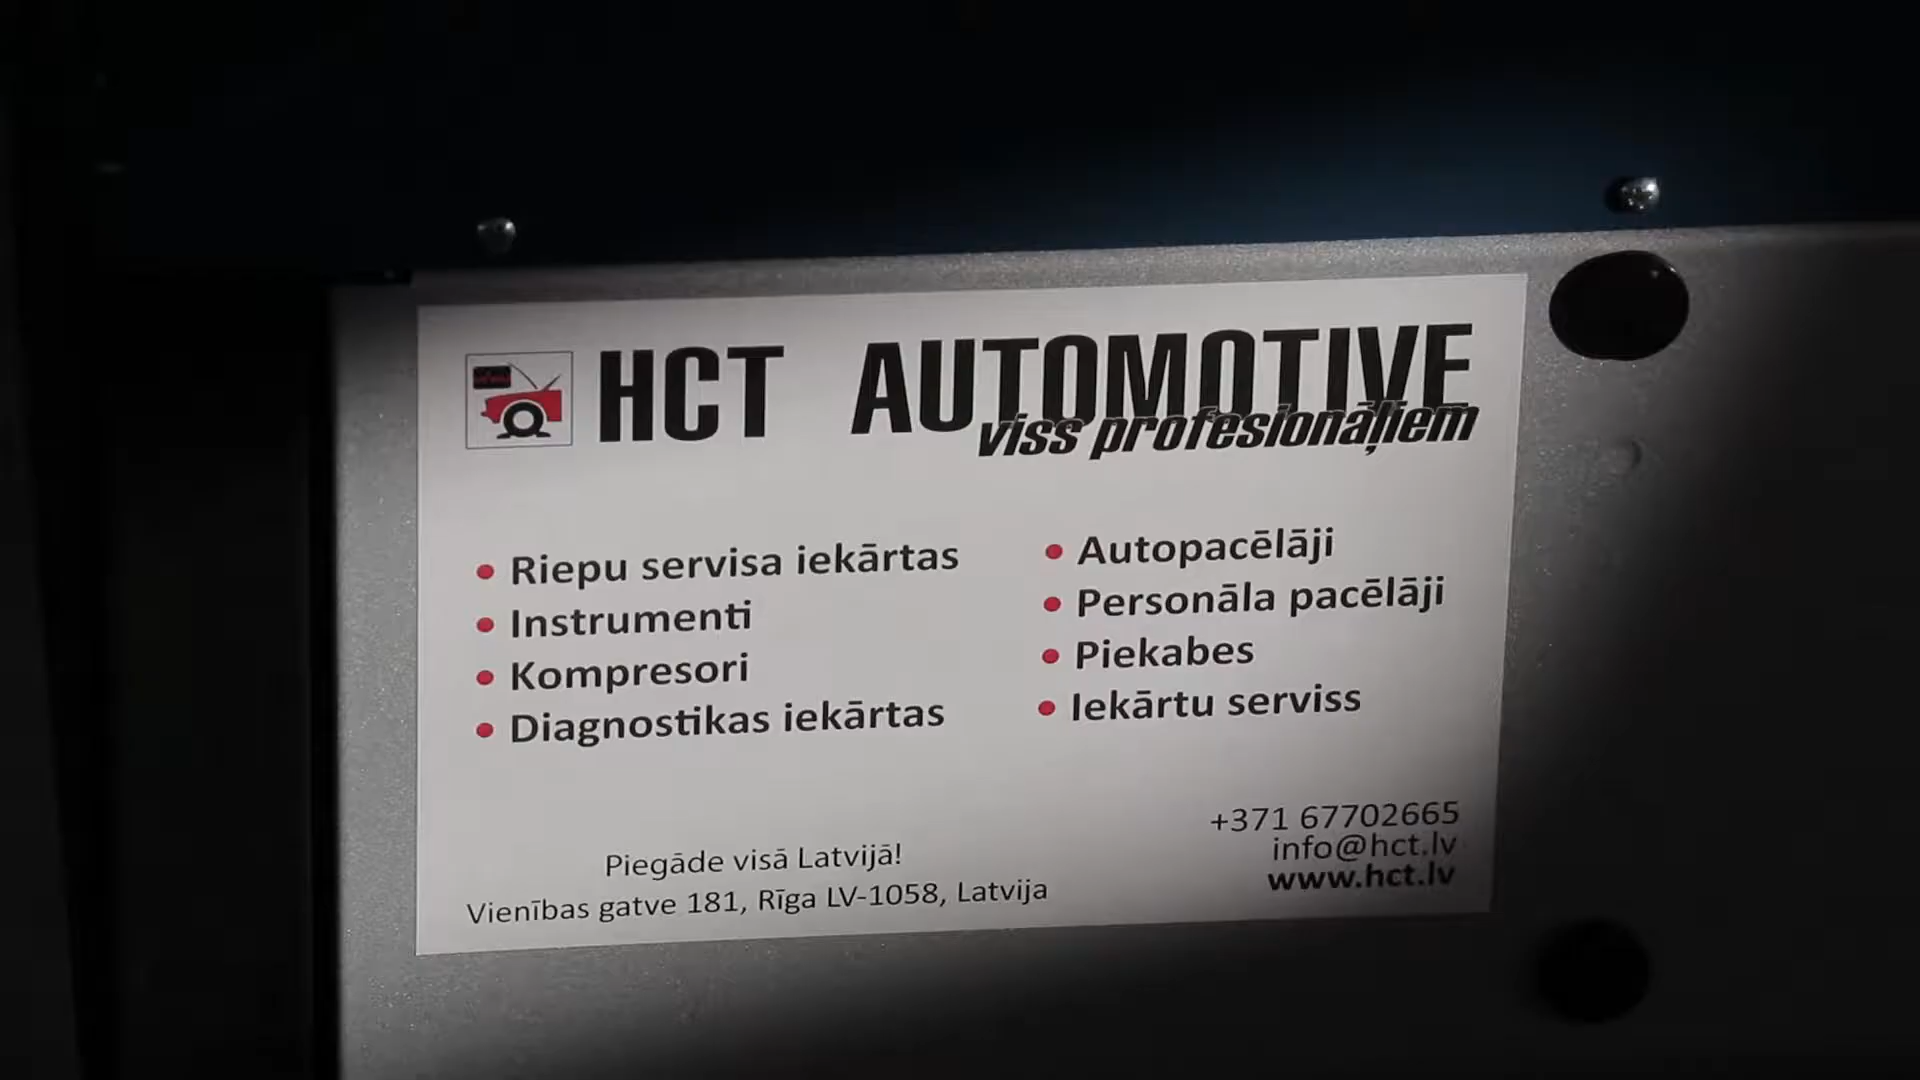 HCT AUTOMOTIVE
viss profesionāļiem
• Riepu servisa iekārtas
• Instrumenti
• Kompresori
• Diagnostikas iekārtas
• Autopacēlāji
• Personāla pacēlāji
• Piekabes
• Iekārtu serviss
Piegāde visā Latvijā!
Vienības gatve 181, Rīga LV-1058, Latvija
+371 67702665
info@hct.lv
www.hct.lv